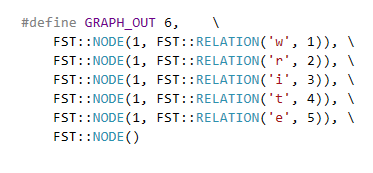 #define GRAPH_OUT 6,    \
    FST::NODE(1, FST::RELATION('w', 1)), \
    FST::NODE(1, FST::RELATION('r', 2)), \
    FST::NODE(1, FST::RELATION('i', 3)), \
    FST::NODE(1, FST::RELATION('t', 4)), \
    FST::NODE(1, FST::RELATION('e', 5)), \
    FST::NODE()